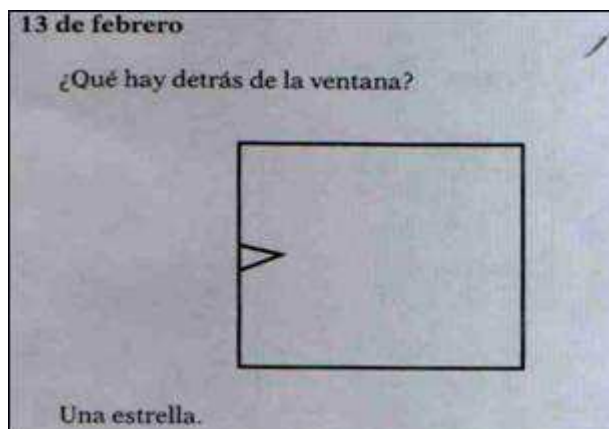 13 de febrero
¿Qué hay detrás de la ventana?
Una estrella.